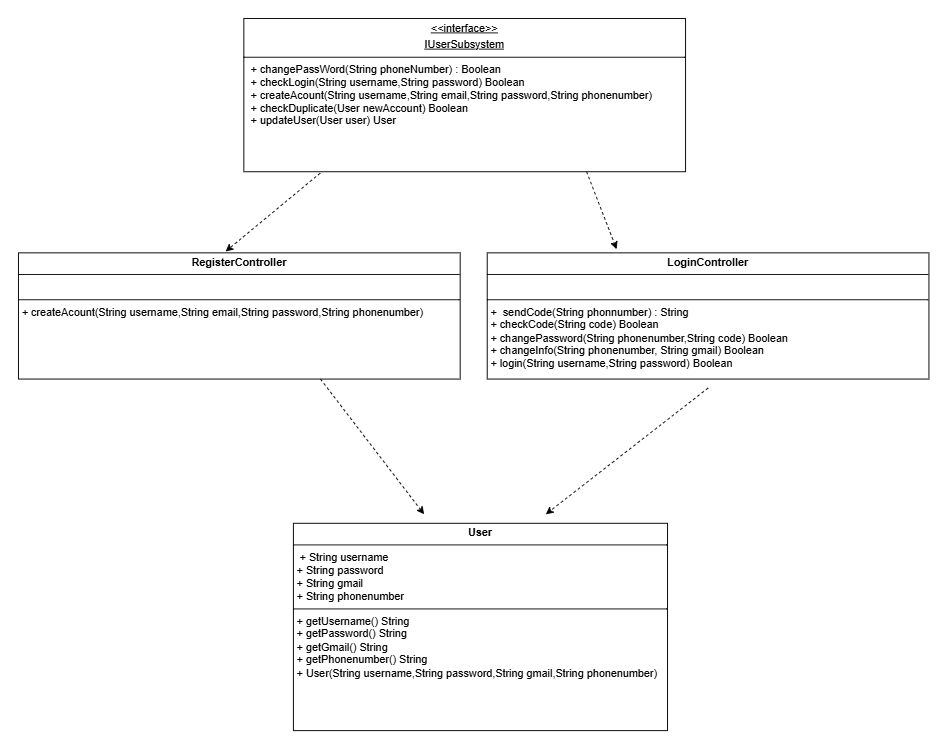 <<interface>>
IUserSubsystem
+ changePassWord(String phoneNumber) : Boolean
+ checkLogin(String username,String password) Boolean
+ createAcount(String username,String email,String password,String phonenumber)
+ checkDuplicate(User newAccount) Boolean
+ updateUser(User user) User
RegisterController
+ createAcount(String username,String email,String password,String phonenumber)
LoginController
+ sendCode(String phonnumber) : String
+ checkCode(String code) Boolean
+ changePassword(String phonenumber,String code) Boolean
+ changeInfo(String phonenumber, String gmail) Boolean
+ login(String username,String password) Boolean
User
+ String username
+ String password
+ String gmail
+ String phonenumber
+ getUsername() String
+ getPassword() String
+ getGmail() String
+ getPhonenumber() String
+ User(String username,String password,String gmail,String phonenumber)